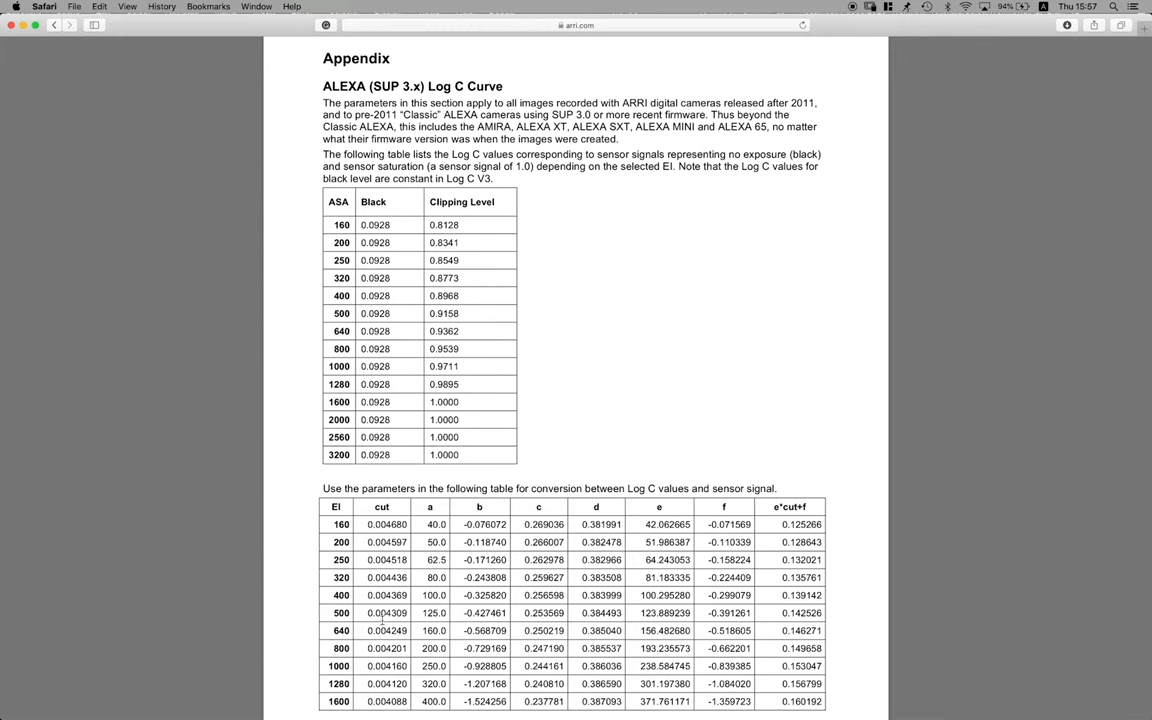 Safari File Edit View History Bookmarks Window Help 94% A Thu 15:57
arri.com
Appendix
ALEXA (SUP 3.x) Log C Curve
The parameters in this section apply to all images recorded with ARRI digital cameras released after 2011,
and to pre-2011 “Classic” ALEXA cameras using SUP 3.0 or more recent firmware. Thus beyond the
Classic ALEXA, this includes the AMIRA, ALEXA XT, ALEXA SXT, ALEXA MINI and ALEXA 65, no matter
what their firmware version was when the images were created.
The following table lists the Log C values corresponding to sensor signals representing no exposure (black)
and sensor saturation (a sensor signal of 1.0) depending on the selected EI. Note that the Log C values for
black level are constant in Log C V3.
ASA Black Clipping Level
160 0.0928 0.8128
200 0.0928 0.8341
250 0.0928 0.8549
320 0.0928 0.8773
400 0.0928 0.8968
500 0.0928 0.9158
640 0.0928 0.9362
800 0.0928 0.9539
1000 0.0928 0.9711
1280 0.0928 0.9895
1600 0.0928 1.0000
2000 0.0928 1.0000
2560 0.0928 1.0000
3200 0.0928 1.0000
Use the parameters in the following table for conversion between Log C values and sensor signal.
EI cut a b c d e f e*cut+f
160 0.004680 40.0 -0.076072 0.269036 0.381991 42.062665 -0.071569 0.125266
200 0.004597 50.0 -0.118740 0.266007 0.382478 51.986387 -0.110339 0.128643
250 0.004518 62.5 -0.171260 0.262978 0.382966 64.243053 -0.158224 0.132021
320 0.004436 80.0 -0.243808 0.259627 0.383508 81.183335 -0.224409 0.135761
400 0.004369 100.0 -0.325820 0.256598 0.383999 100.295280 -0.299079 0.139142
500 0.004309 125.0 -0.427461 0.253569 0.384493 123.889239 -0.391261 0.142526
640 0.004249 160.0 -0.568709 0.250219 0.385040 156.482680 -0.518605 0.146271
800 0.004201 200.0 -0.729169 0.247190 0.385537 193.235573 -0.662201 0.149658
1000 0.004160 250.0 -0.928805 0.244161 0.386036 238.584745 -0.839385 0.153047
1280 0.004120 320.0 -1.207168 0.240810 0.386590 301.197380 -1.084020 0.156799
1600 0.004088 400.0 -1.524256 0.237781 0.387093 371.761171 -1.359723 0.160192